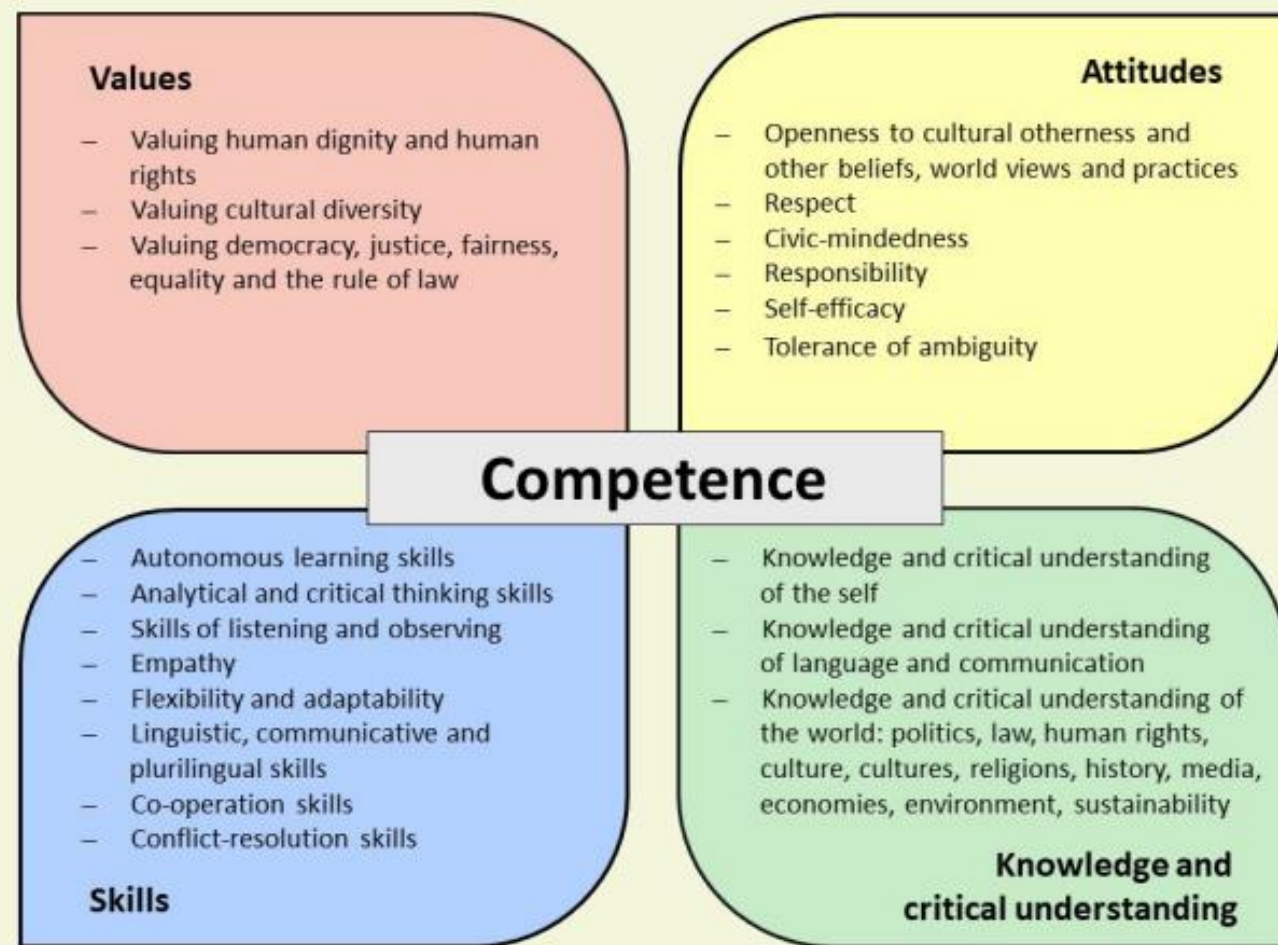 Values
– Valuing human dignity and human
rights
– Valuing cultural diversity
– Valuing democracy, justice, fairness,
equality and the rule of law
Attitudes
– Openness to cultural otherness and
other beliefs, world views and practices
– Respect
– Civic-mindedness
– Responsibility
– Self-efficacy
– Tolerance of ambiguity
Competence
– Autonomous learning skills
– Analytical and critical thinking skills
– Skills of listening and observing
– Empathy
– Flexibility and adaptability
– Linguistic, communicative and
plurilingual skills
– Co-operation skills
– Conflict-resolution skills
Skills
– Knowledge and critical understanding
of the self
– Knowledge and critical understanding
of language and communication
– Knowledge and critical understanding of
the world: politics, law, human rights,
culture, cultures, religions, history, media,
economies, environment, sustainability
Knowledge and
critical understanding